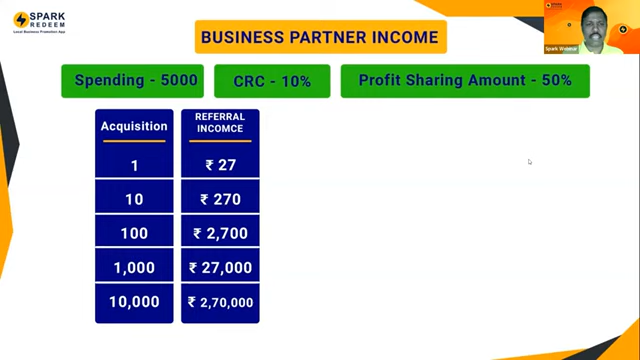 SPARK
REDEEM
Local Business Promotion App
BUSINESS PARTNER INCOME
SPARK
REDEEM
Spark Webinar
Spending - 5000
CRC - 10%
Profit Sharing Amount - 50%
Acquisition
REFERRAL
INCOMCE
1
₹ 27
10
₹ 270
100
₹ 2,700
1,000
₹ 27,000
10,000
₹ 2,70,000